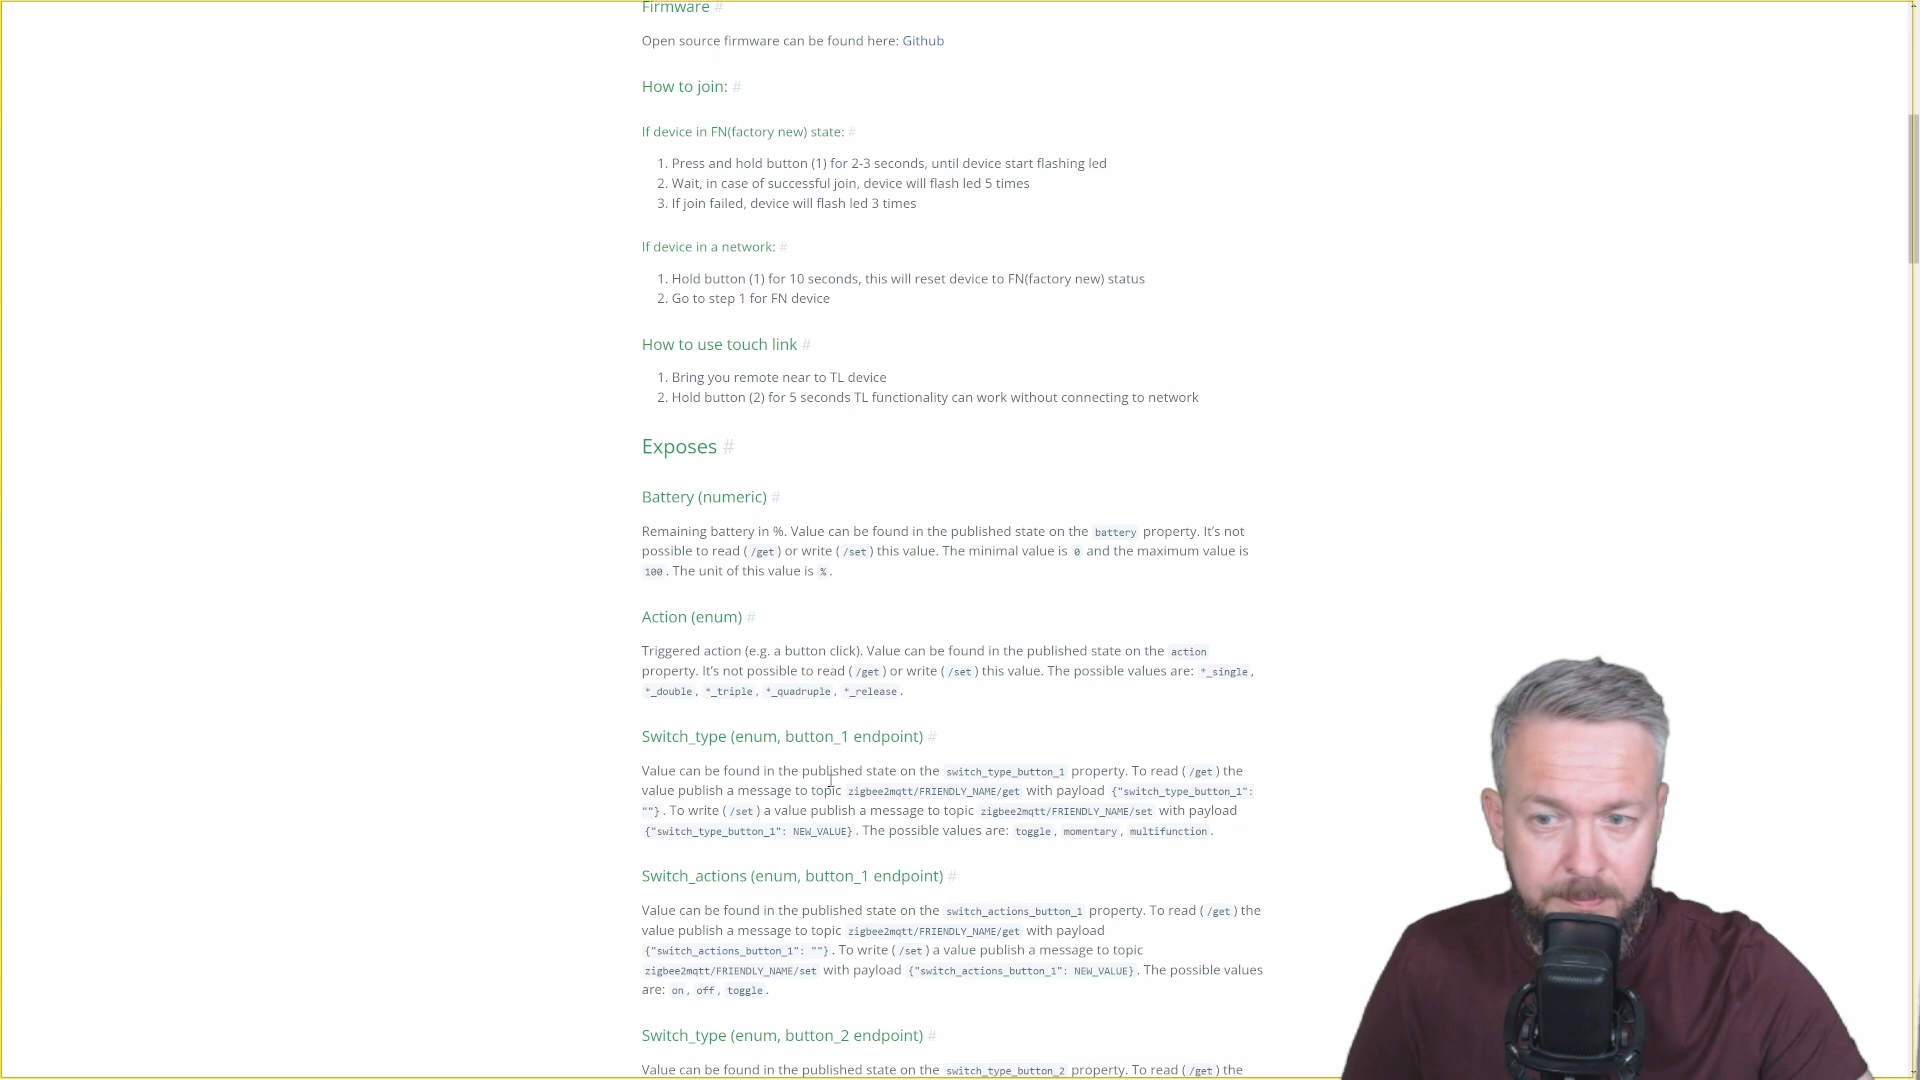 Firmware #
Open source firmware can be found here: Github
How to join: #
If device in FN(factory new) state: #
1. Press and hold button (1) for 2-3 seconds, until device start flashing led
2. Wait, in case of successful join, device will flash led 5 times
3. If join failed, device will flash led 3 times
If device in a network: #
1. Hold button (1) for 10 seconds, this will reset device to FN(factory new) status
2. Go to step 1 for FN device
How to use touch link #
1. Bring you remote near to TL device
2. Hold button (2) for 5 seconds TL functionality can work without connecting to network
Exposes #
Battery (numeric) #
Remaining battery in %. Value can be found in the published state on the battery property. It's not
possible to read ( /get ) or write ( /set ) this value. The minimal value is 0 and the maximum value is
100 . The unit of this value is % .
Action (enum) #
Triggered action (e.g. a button click). Value can be found in the published state on the action
property. It's not possible to read ( /get ) or write ( /set ) this value. The possible values are: *_single ,
*_double , *_triple , *_quadruple , *_release .
Switch_type (enum, button_1 endpoint) #
Value can be found in the published state on the switch_type_button_1 property. To read ( /get ) the
value publish a message to topic zigbee2mqtt/FRIENDLY_NAME/get with payload {"switch_type_button_1":
""} . To write ( /set ) a value publish a message to topic zigbee2mqtt/FRIENDLY_NAME/set with payload
{"switch_type_button_1": NEW_VALUE} . The possible values are: toggle , momentary , multifunction .
Switch_actions (enum, button_1 endpoint) #
Value can be found in the published state on the switch_actions_button_1 property. To read ( /get ) the
value publish a message to topic zigbee2mqtt/FRIENDLY_NAME/get with payload
{"switch_actions_button_1": ""} . To write ( /set ) a value publish a message to topic
zigbee2mqtt/FRIENDLY_NAME/set with payload {"switch_actions_button_1": NEW_VALUE} . The possible values
are: on , off , toggle .
Switch_type (enum, button_2 endpoint) #
Value can be found in the published state on the switch_type_button_2 property. To read ( /get ) the